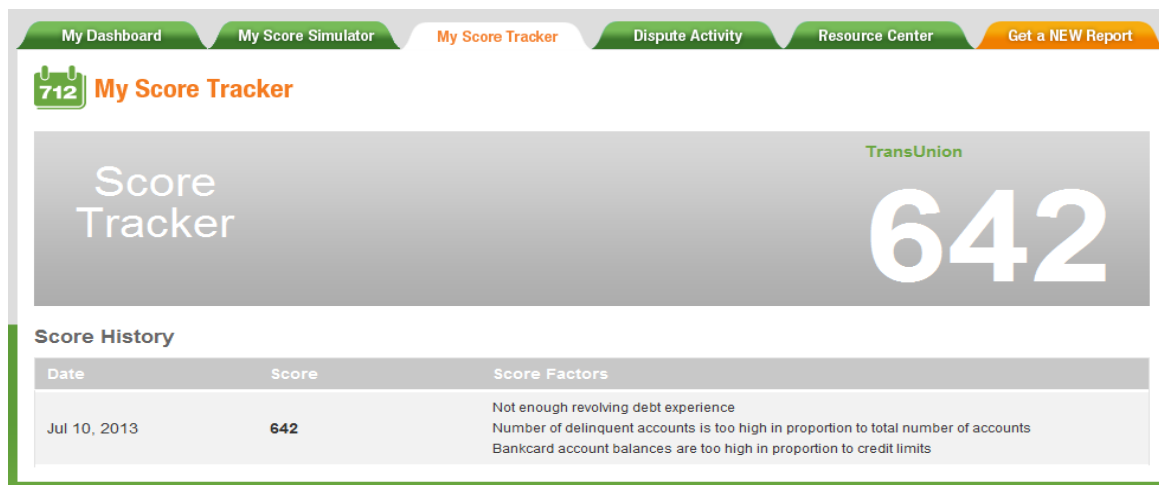 My Dashboard My Score Simulator My Score Tracker Dispute Activity Resource Center Get a NEW Report
712 My Score Tracker
TransUnion
Score
Tracker
642
Score History
Date Score Score Factors
Not enough revolving debt experience
Jul 10, 2013 642 Number of delinquent accounts is too high in proportion to total number of accounts
Bankcard account balances are too high in proportion to credit limits